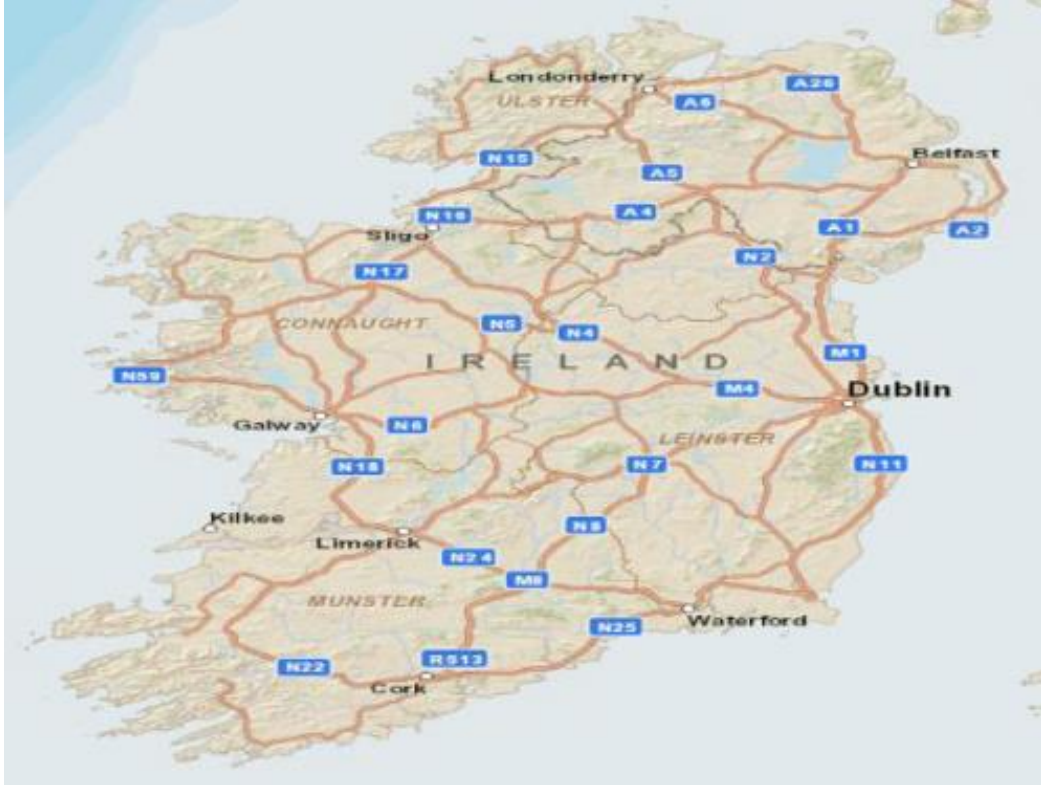 Londonderry
A26
ULSTER
A6
Belfast
N15
A5
N16
A4
A1
A2
Sligo
N2
N17
CONNAUGHT
N5
N4
M1
IRELAND
N59
M4
Dublin
Galway
N6
LEINSTER
N18
N7
N11
Kilkee
N8
Limerick
N24
M8
MUNSTER
Waterford
N25
N22
R513
Cork